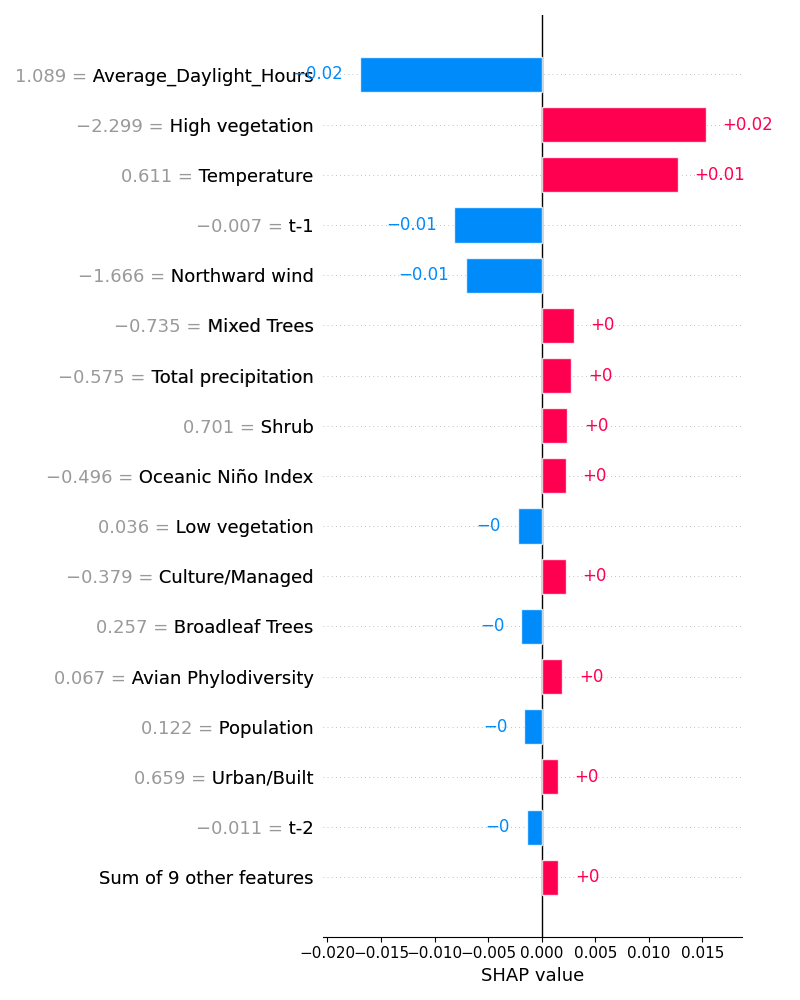 1.089 = Average_Daylight_Hours −0.02
−2.299 = High vegetation +0.02
0.611 = Temperature +0.01
−0.007 = t-1 −0.01
−1.666 = Northward wind −0.01
−0.735 = Mixed Trees +0
−0.575 = Total precipitation +0
0.701 = Shrub +0
−0.496 = Oceanic Niño Index +0
0.036 = Low vegetation −0
−0.379 = Culture/Managed +0
0.257 = Broadleaf Trees −0
0.067 = Avian Phylodiversity +0
0.122 = Population −0
0.659 = Urban/Built +0
−0.011 = t-2 −0
Sum of 9 other features +0
−0.020 −0.015 −0.010 −0.005 0.000 0.005 0.010 0.015
SHAP value